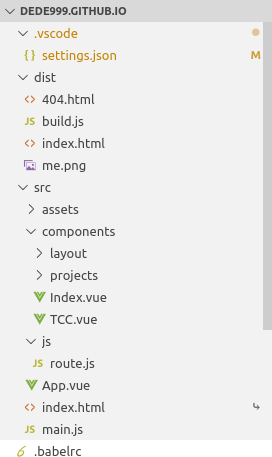 DEDE999.GITHUB.IO
.vscode
{ } settings.json M
dist
<> 404.html
JS build.js
<> index.html
me.png
src
assets
components
layout
projects
Index.vue
TCC.vue
js
JS route.js
App.vue
<> index.html
JS main.js
.babelrc